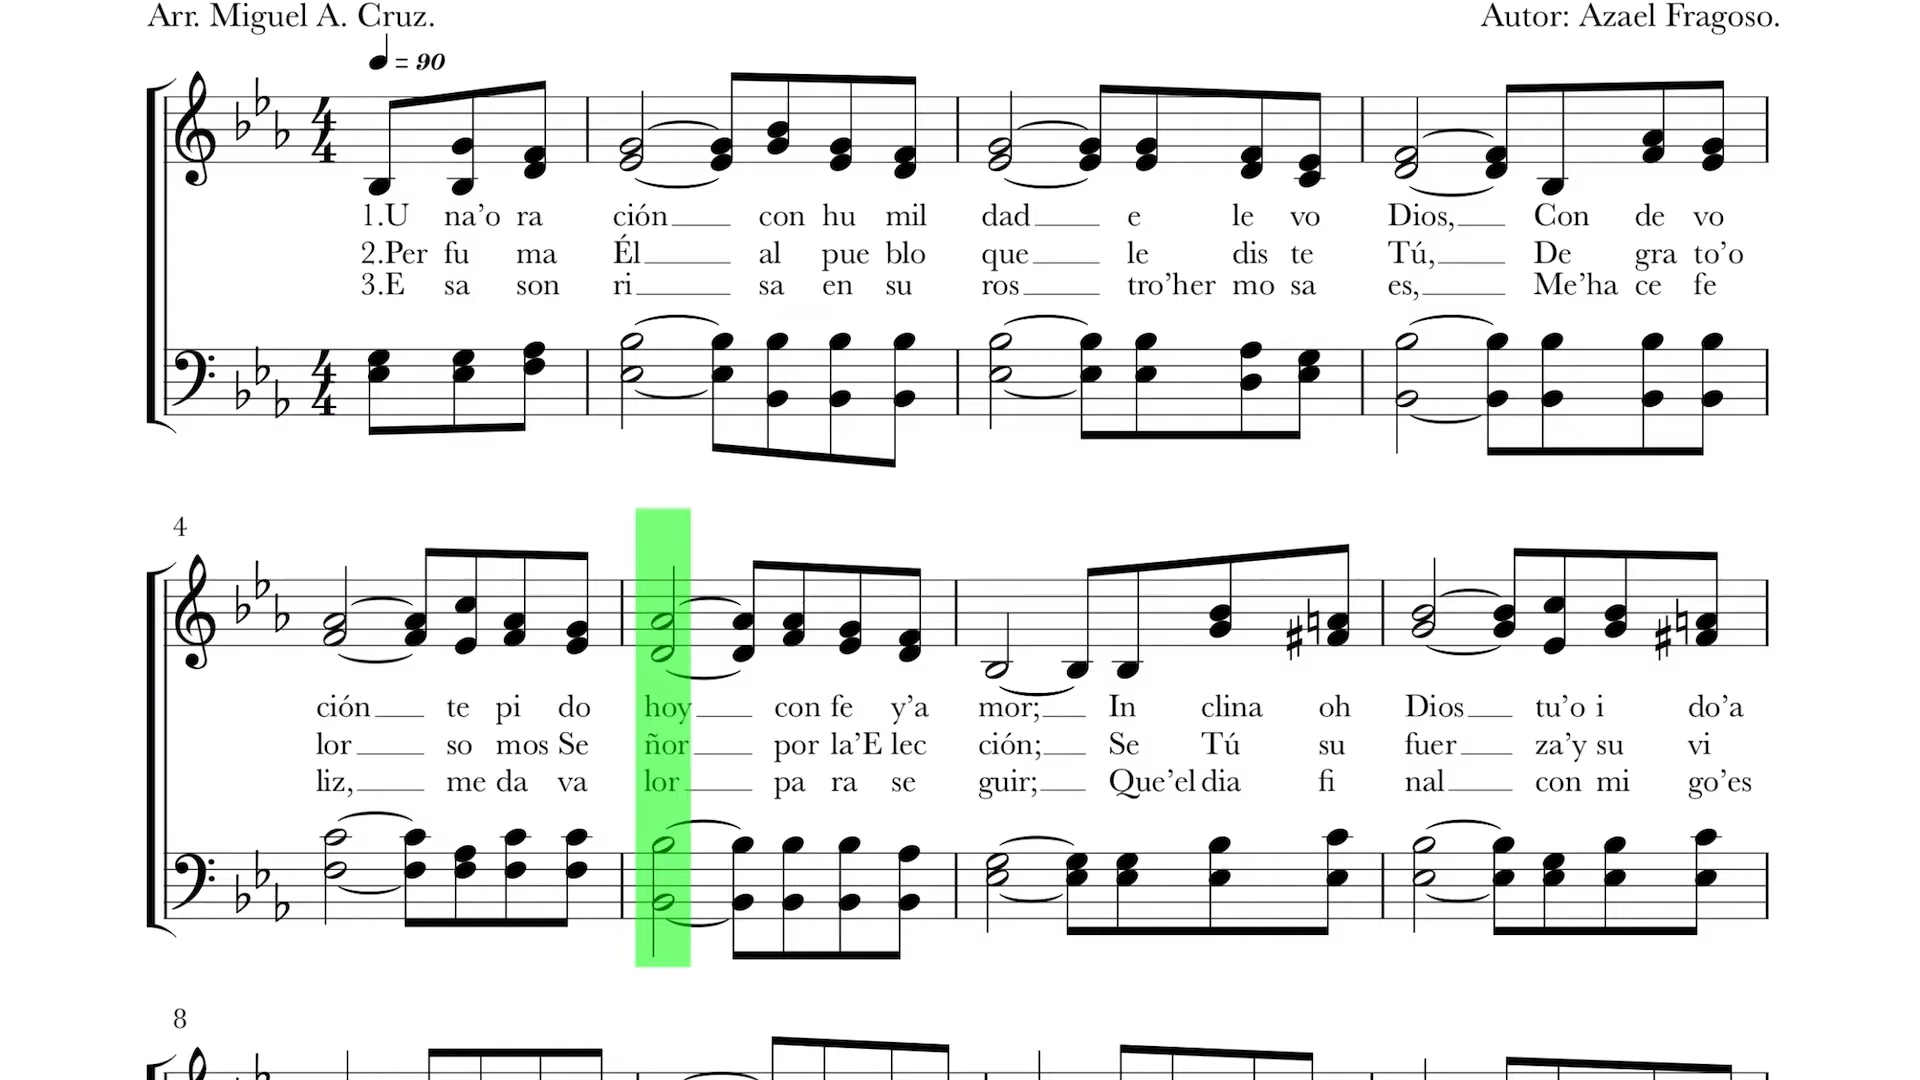 Arr. Miguel A. Cruz. Autor: Azael Fragoso.
= 90
4 4
1.U na’o ra ción con hu mil dad e le vo Dios, Con de vo
2.Per fu ma Él al pue blo que le dis te Tú, De gra to’o
3.E sa son ri sa en su ros tro’her mo sa es, Me’ha ce fe
4 4
4
ción te pi do hoy con fe y’a mor; In clina oh Dios tu’o i do’a
lor so mos Se ñor por la’E lec ción; Se Tú su fuer za’y su vi
liz, me da va lor pa ra se guir; Que’el dia fi nal con mi go’es
8